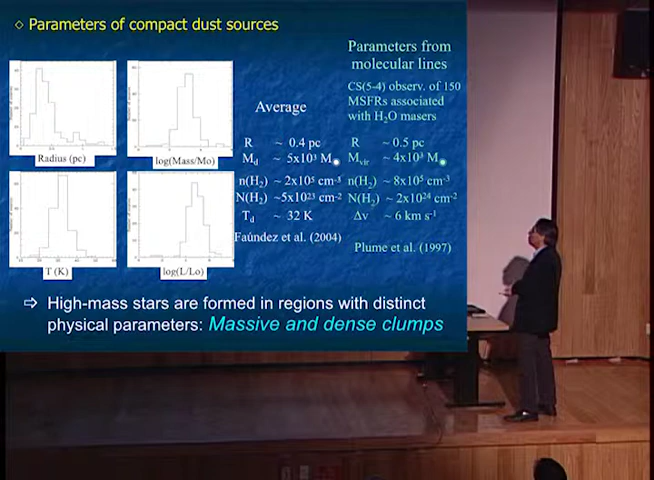 ◇ Parameters of compact dust sources
Radius (pc)
log(Mass/Mo)
T (K)
log(L/Lo)
Average
R ~ 0.4 pc
M_d ~ 5x10³ M☉
n(H₂) ~ 2x10⁵ cm⁻³
N(H₂) ~5x10²³ cm⁻²
T_d ~ 32 K
Faúndez et al. (2004)
Parameters from
molecular lines
CS(5-4) observ. of 150
MSFRs associated
with H₂O masers
R ~ 0.5 pc
M_vir ~ 4x10³ M☉
n(H₂) ~ 8x10⁵ cm⁻³
N(H₂) ~ 2x10²⁴ cm⁻²
Δv ~ 6 km s⁻¹
Plume et al. (1997)
⇨ High-mass stars are formed in regions with distinct
physical parameters: Massive and dense clumps